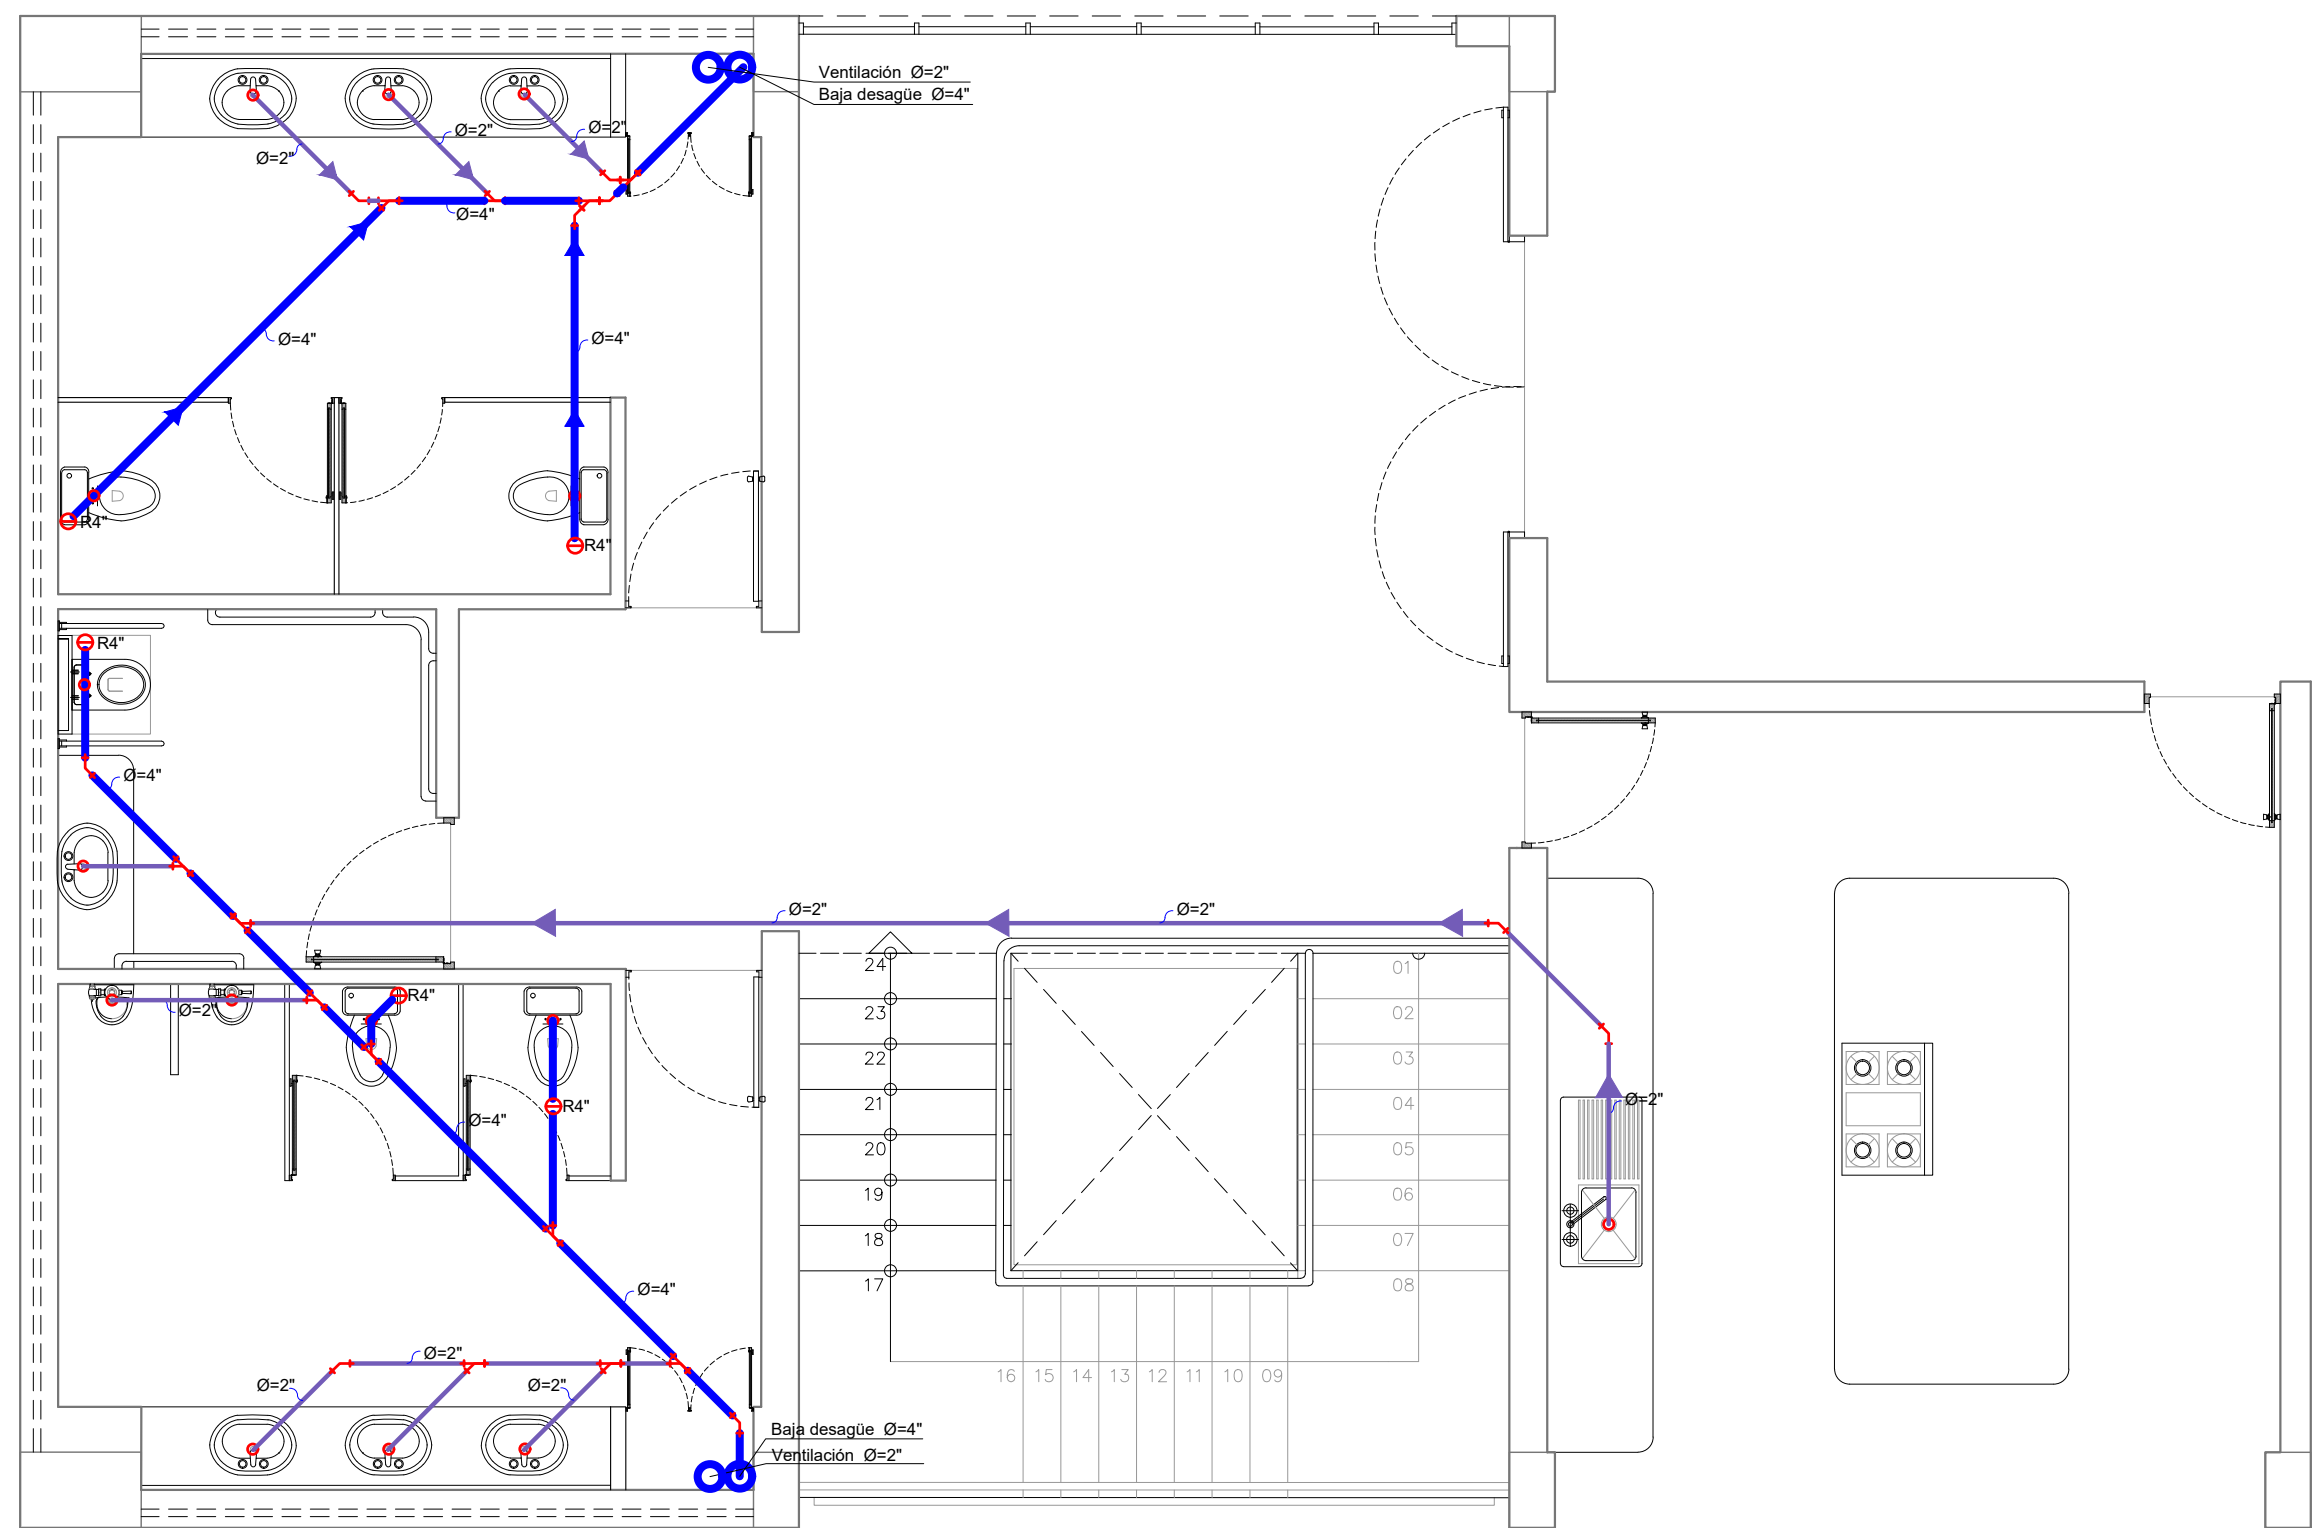 Ventilación Ø=2"
Baja desagüe Ø=4"
Ø=2"
Ø=2"
Ø=2"
Ø=4"
Ø=4"
Ø=4"
R4"
R4"
R4"
Ø=4"
Ø=2"
Ø=2"
R4"
Ø=2
24
01
23
02
22
03
21
04
20
05
19
06
18
07
17
08
Ø=2"
R4"
Ø=4"
Ø=4"
16 15 14 13 12 11 10 09
Ø=2"
Ø=2"
Ø=2"
Baja desagüe Ø=4"
Ventilación Ø=2"